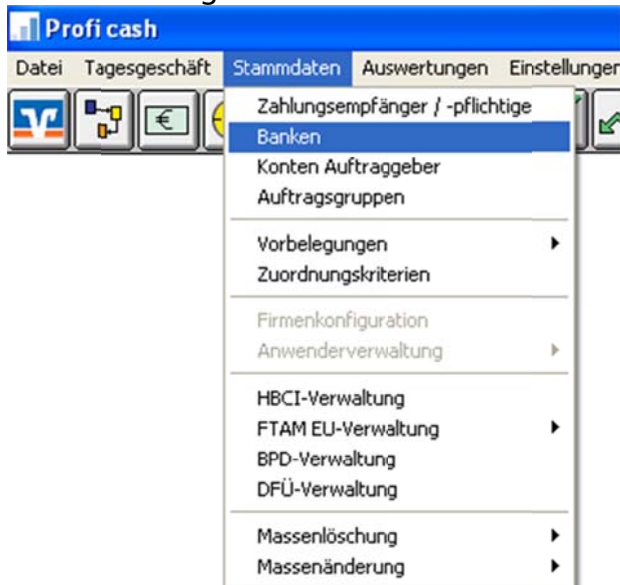 Profi cash
Datei Tagesgeschäft Stammdaten Auswertungen Einstellungen
€
Zahlungsempfänger / -pflichtige
Banken
Konten Auftraggeber
Auftragsgruppen
Vorbelegungen
Zuordnungskriterien
Firmenkonfiguration
Anwenderverwaltung
HBCI-Verwaltung
FTAM EU-Verwaltung
BPD-Verwaltung
DFÜ-Verwaltung
Massenlöschung
Massenänderung